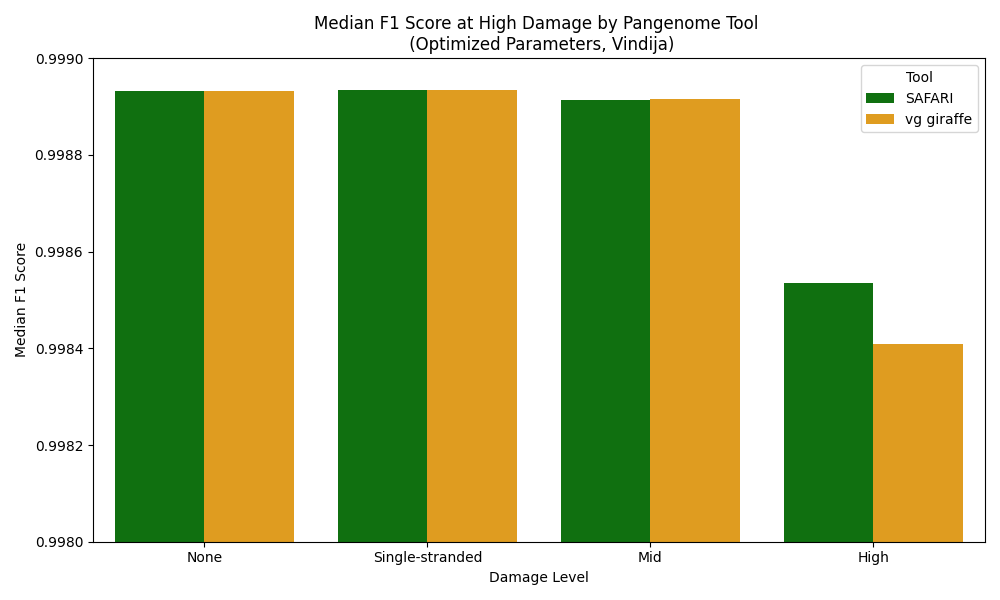 Median F1 Score at High Damage by Pangenome Tool
(Optimized Parameters, Vindija)
Median F1 Score
0.9990
0.9988
0.9986
0.9984
0.9982
0.9980
Tool
SAFARI
vg giraffe
None
Single-stranded
Mid
High
Damage Level